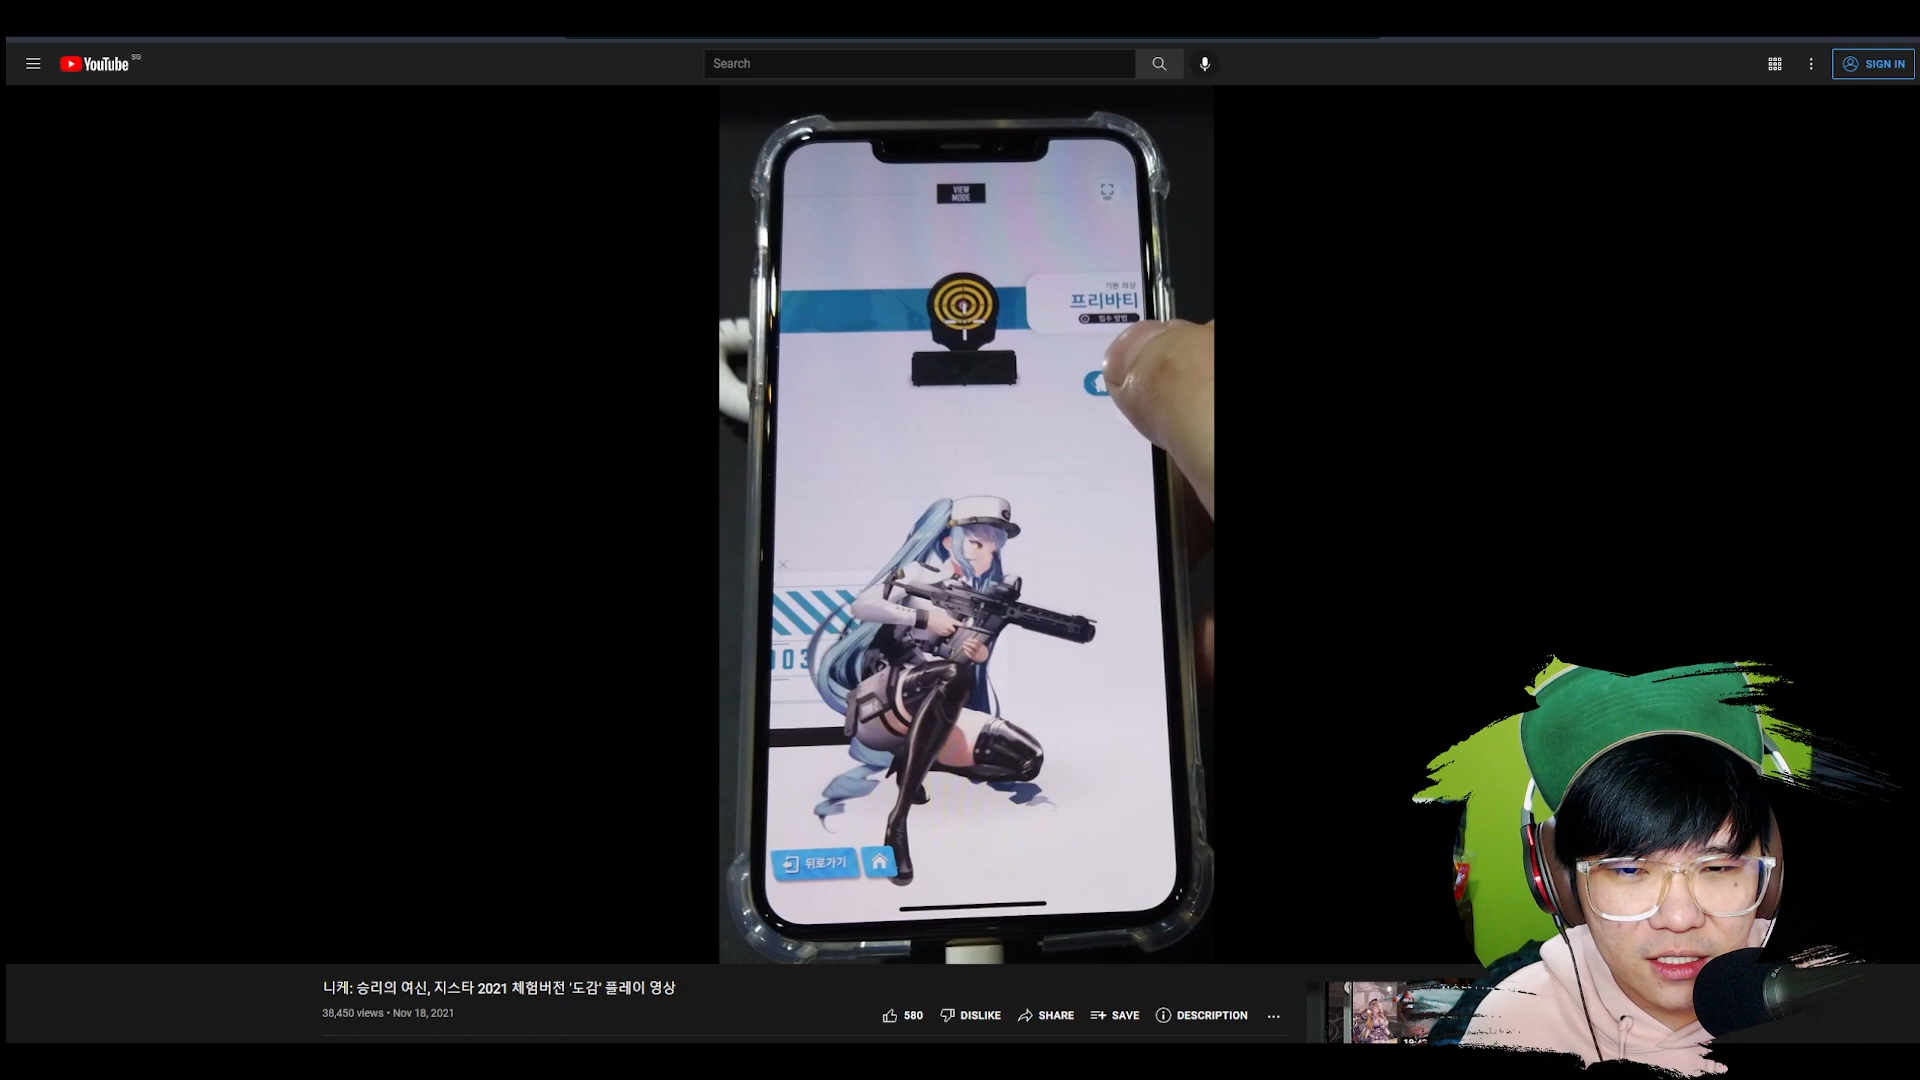 YouTube SG
Search
SIGN IN
VIEW
MODE
기본 의상
프리바티
입수 방법
003
뒤로가기
니케: 승리의 여신, 지스타 2021 체험버전 '도감' 플레이 영상
38,450 views • Nov 18, 2021
580
DISLIKE
SHARE
SAVE
DESCRIPTION